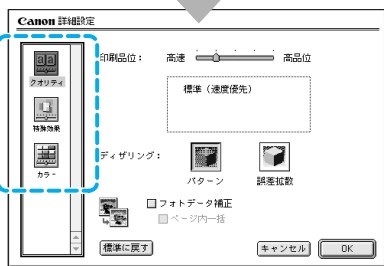 Canon 詳細設定
クオリティ
特殊効果
カラー
印刷品位： 高速 高品位
標準（速度優先）
ディザリング：
パターン 誤差拡散
フォトデータ補正
ページ内一括
標準に戻す キャンセル OK